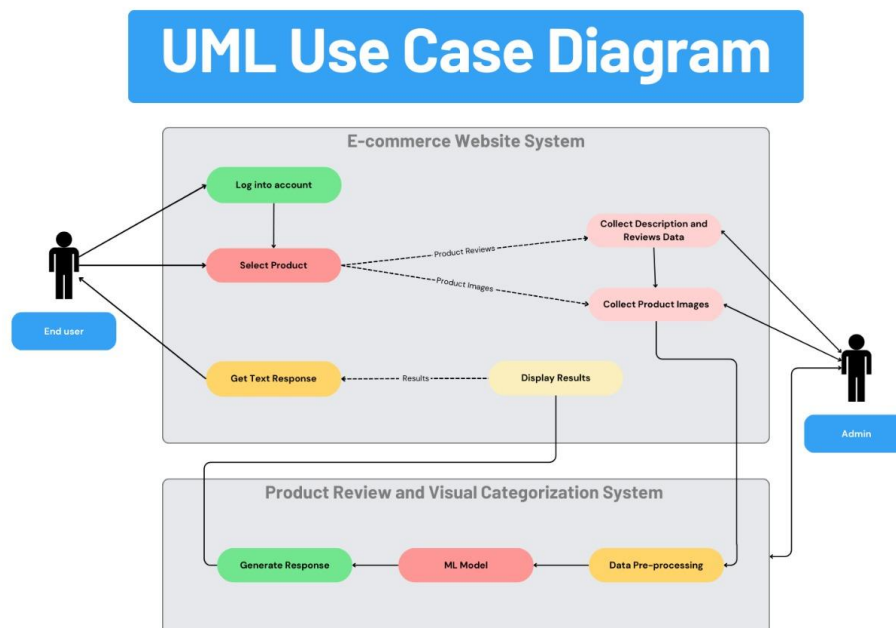 UML Use Case Diagram
E-commerce Website System
Log into account
Collect Description and
Reviews Data
Product Reviews
Select Product
Product Images
Collect Product Images
End user
Get Text Response
Results
Display Results
Admin
Product Review and Visual Categorization System
Generate Response
ML Model
Data Pre-processing